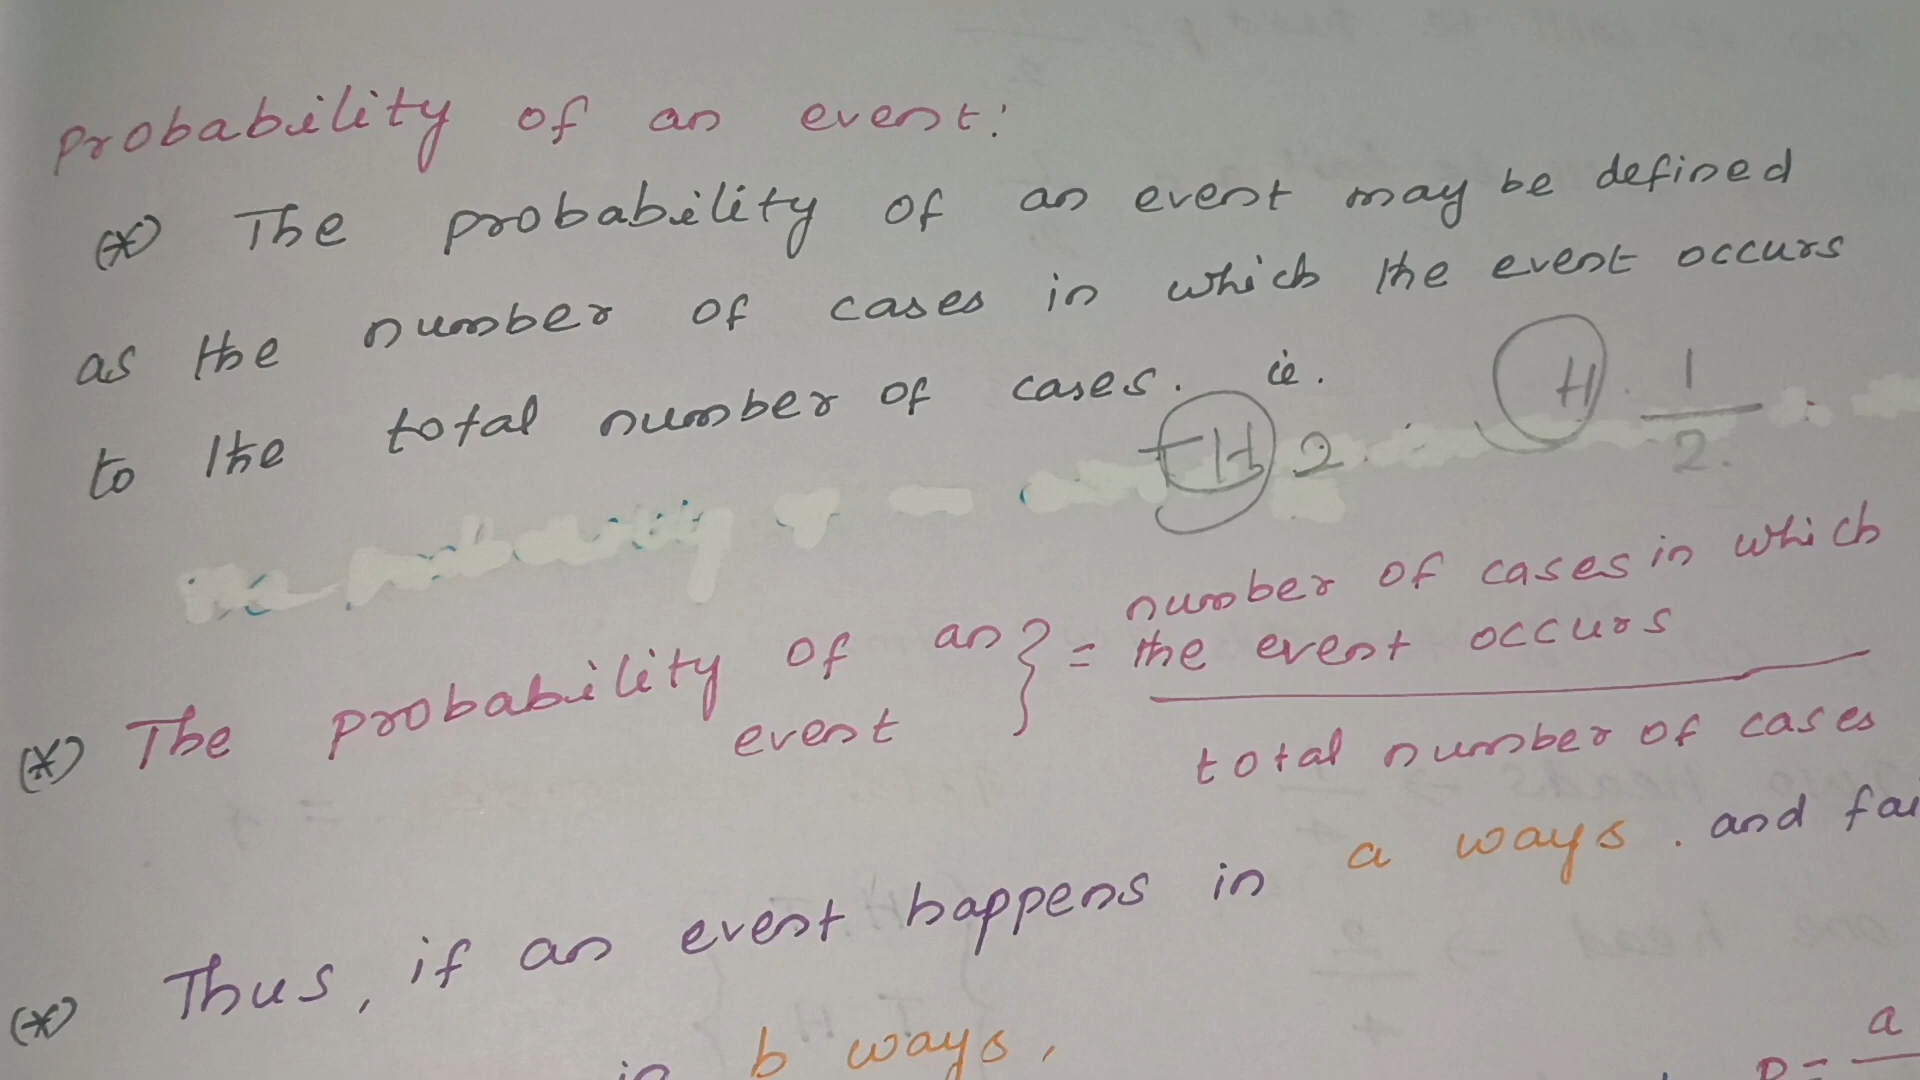 Probability of an event:
(*) The probability of an event may be defined
as the number of cases in which the event occurs
to the total number of cases. ie.
TH 2. H. 1/2.
(*) The probability of an event } = number of cases in which the event occurs / total number of cases
(*) Thus, if an event happens in a ways. and
in b ways,
P = a